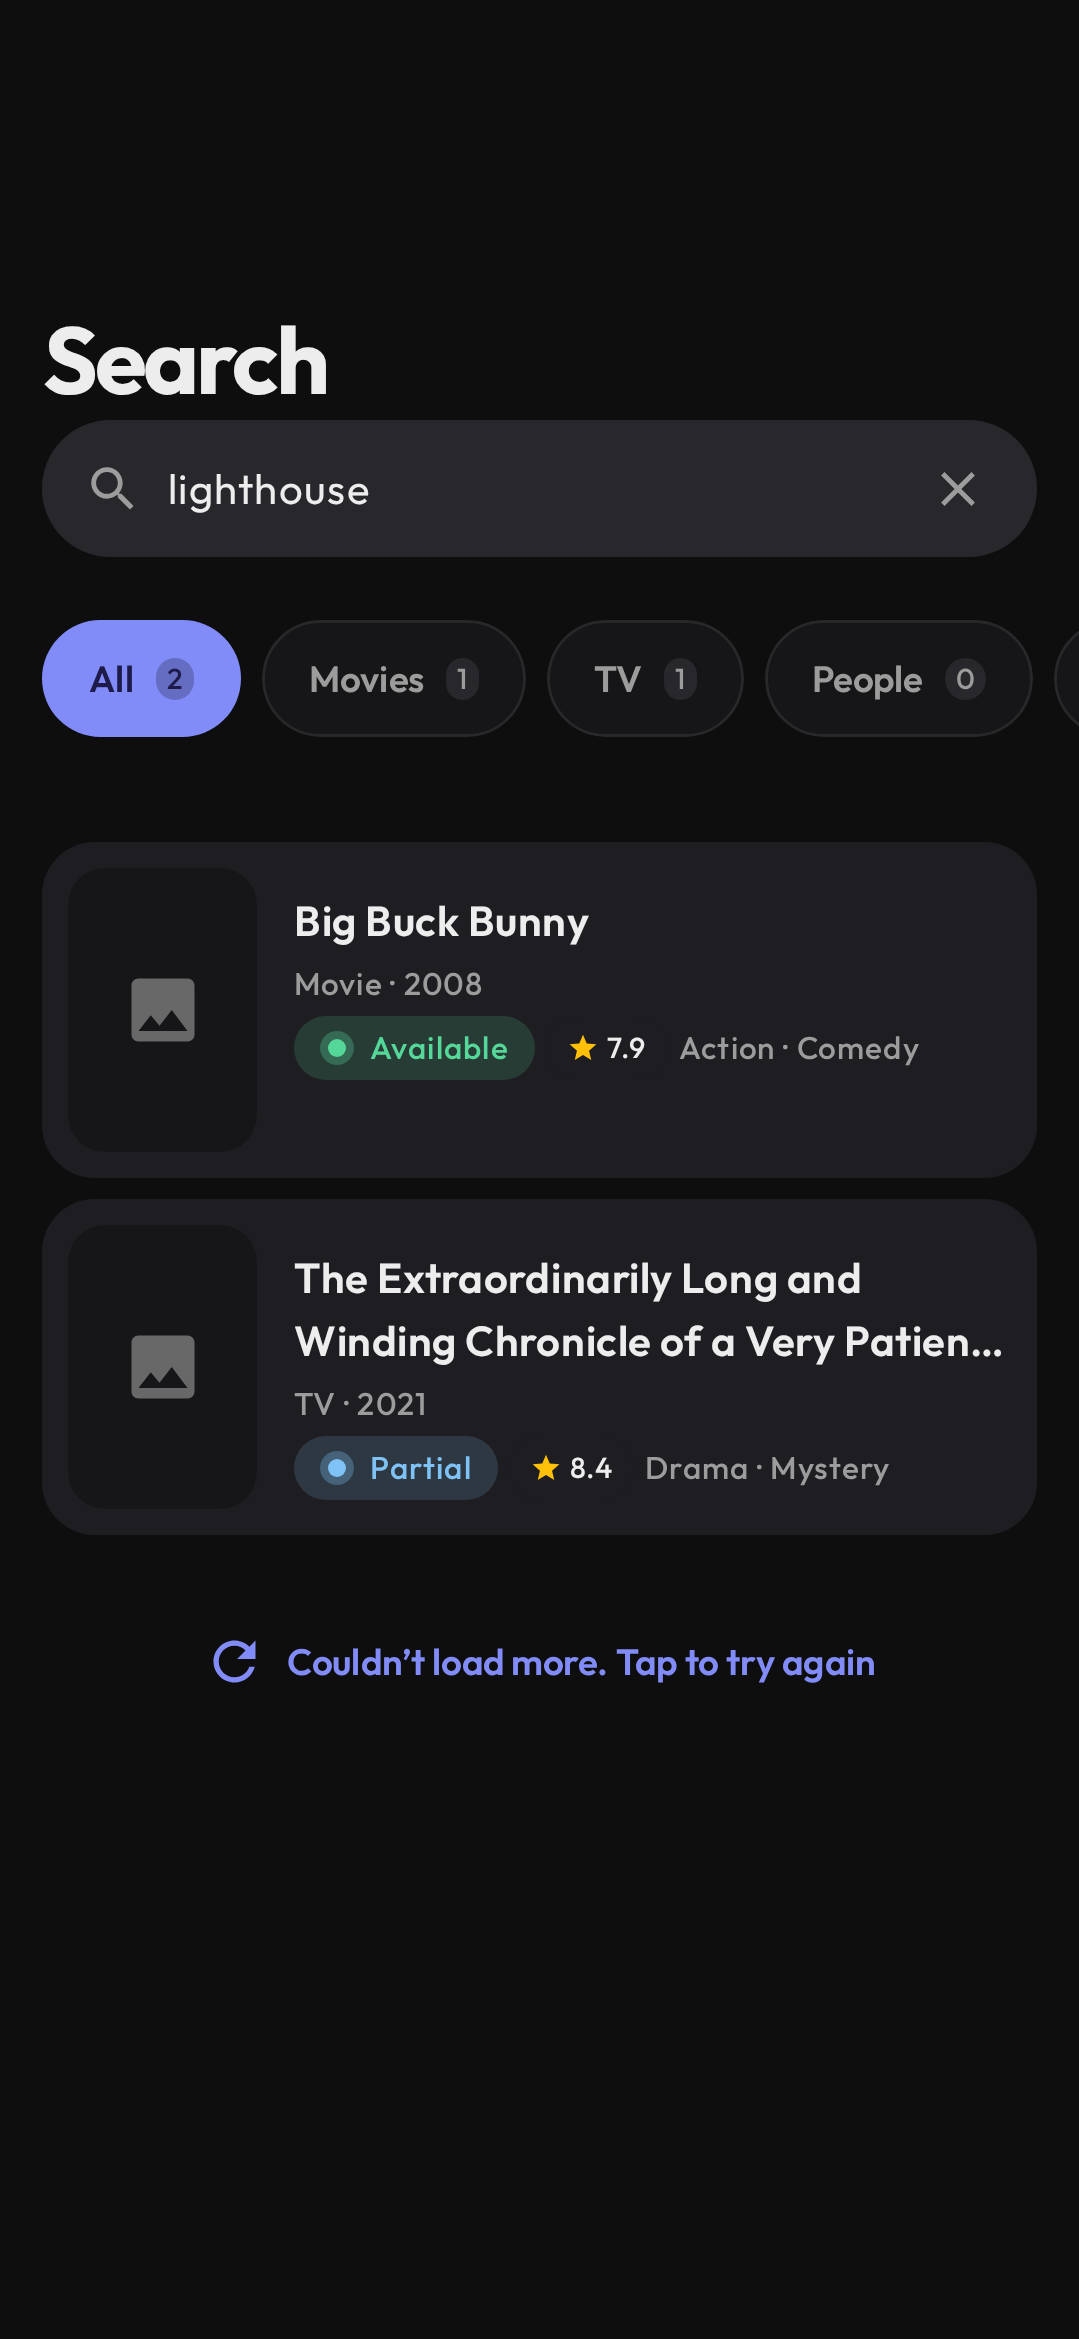 Search
lighthouse
All 2 Movies 1 TV 1 People 0
Big Buck Bunny
Movie · 2008
Available 7.9 Action · Comedy
The Extraordinarily Long and
Winding Chronicle of a Very Patien...
TV · 2021
Partial 8.4 Drama · Mystery
Couldn’t load more. Tap to try again